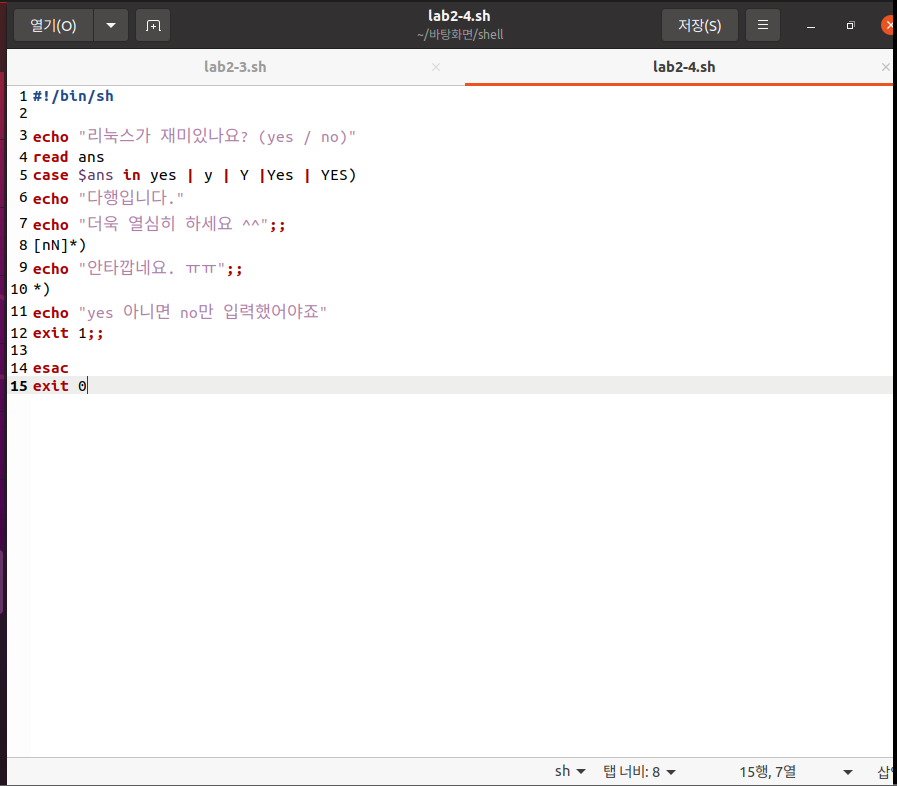 열기(O)
lab2-4.sh
~/바탕화면/shell
저장(S)
lab2-3.sh
lab2-4.sh
1 #!/bin/sh
2
3 echo "리눅스가 재미있나요? (yes / no)"
4 read ans
5 case $ans in yes | y | Y |Yes | YES)
6 echo "다행입니다."
7 echo "더욱 열심히 하세요 ^^";;
8 [nN]*)
9 echo "안타깝네요. ㅠㅠ";;
10 *)
11 echo "yes 아니면 no만 입력했어야죠"
12 exit 1;;
13
14 esac
15 exit 0
sh 탭 너비: 8 15행, 7열